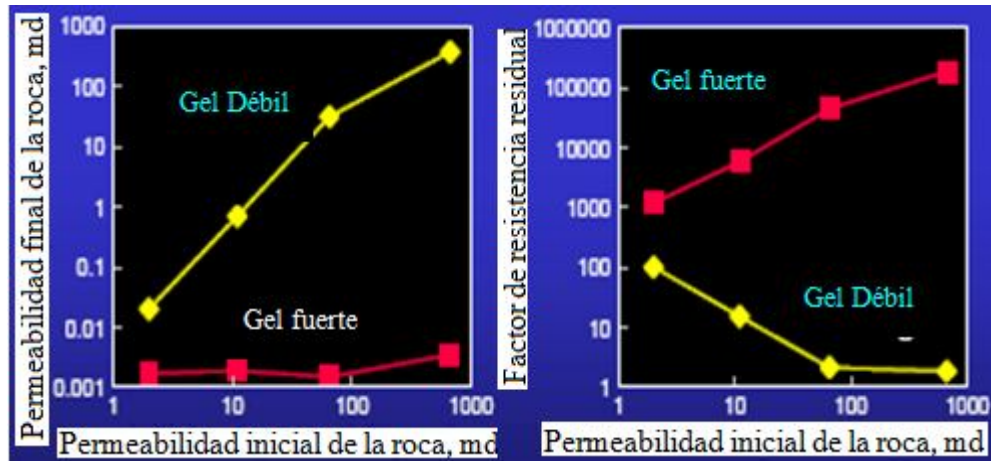 Permeabilidad final de la roca, md
1000
100
10
1
0.1
0.01
0.001
Gel Débil
Gel fuerte
1
10
100
1000
Permeabilidad inicial de la roca, md
Factor de resistencia residual
1000000
100000
10000
1000
100
10
1
Gel fuerte
Gel Débil
1
10
100
1000
Permeabilidad inicial de la roca, md